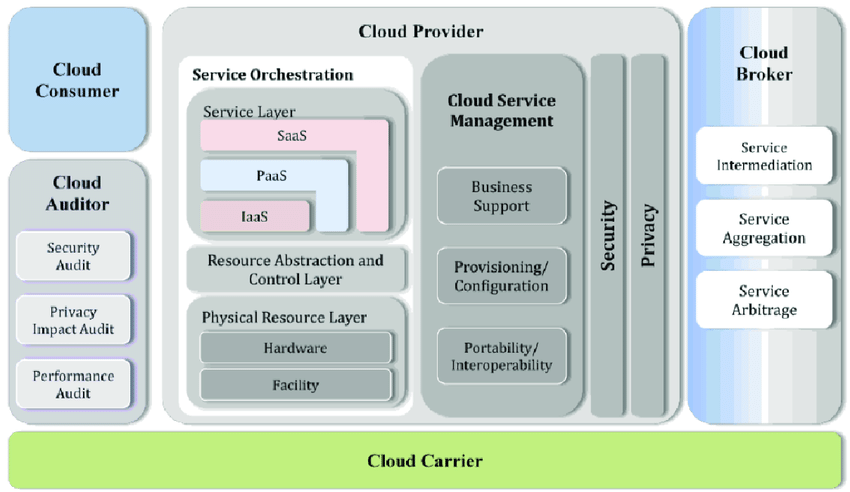 Cloud
Consumer
Cloud
Auditor
Security
Audit
Privacy
Impact Audit
Performance
Audit
Cloud Provider
Service Orchestration
Service Layer
SaaS
PaaS
IaaS
Resource Abstraction and
Control Layer
Physical Resource Layer
Hardware
Facility
Cloud Service
Management
Business
Support
Provisioning/
Configuration
Portability/
Interoperability
Security
Privacy
Cloud
Broker
Service
Intermediation
Service
Aggregation
Service
Arbitrage
Cloud Carrier